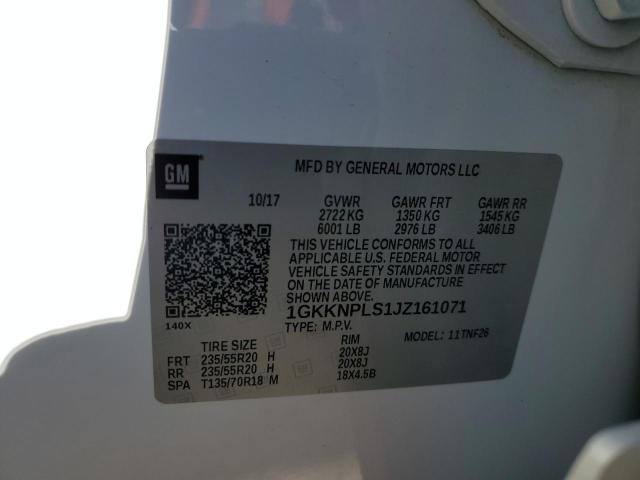 GM
MFD BY GENERAL MOTORS LLC
10/17 GVWR GAWR FRT GAWR RR
2722 KG 1350 KG 1545 KG
6001 LB 2976 LB 3406 LB
THIS VEHICLE CONFORMS TO ALL
APPLICABLE U.S. FEDERAL MOTOR
VEHICLE SAFETY STANDARDS IN EFFECT
ON THE DATE OF MANUFACTURE
SHOWN ABOVE.
140X
1GKKNPLS1JZ161071
TYPE: M.P.V. MODEL: 11TNF26
TIRE SIZE RIM
FRT 235/55R20 H 20X8J
RR 235/55R20 H 20X8J
SPA T135/70R18 M 18X4.5B